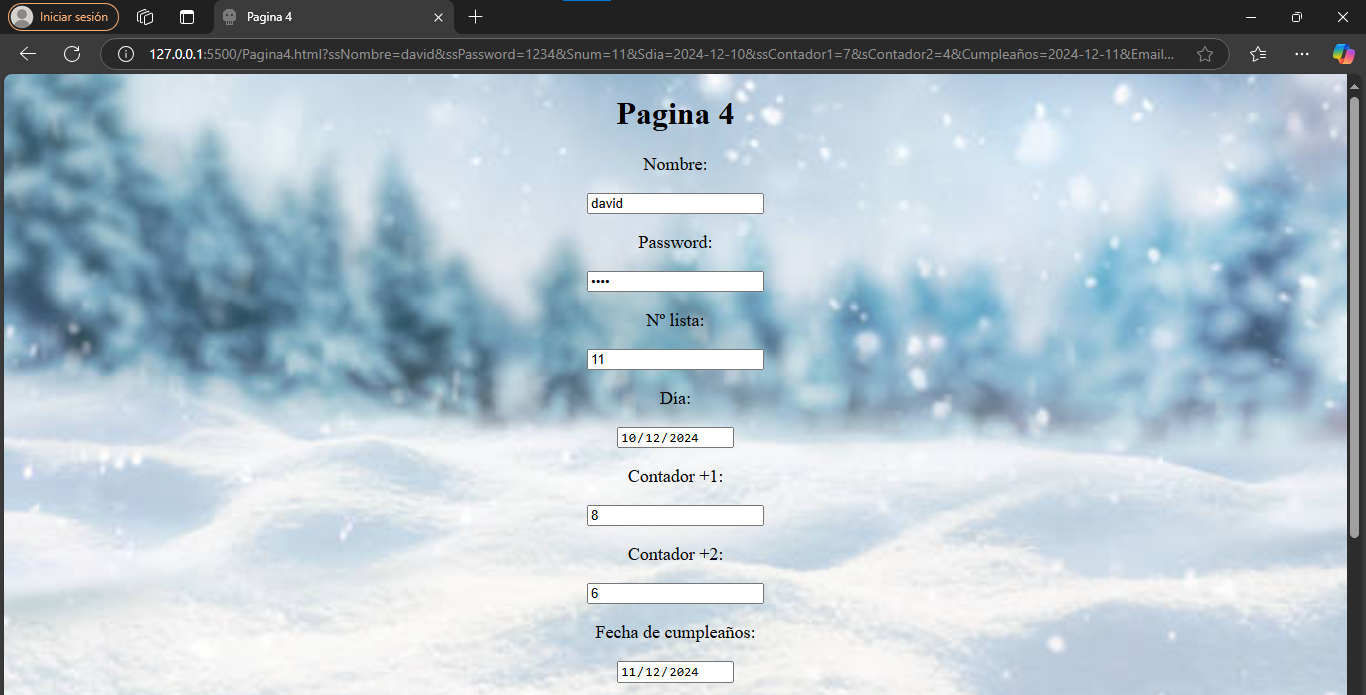 Iniciar sesión
Pagina 4
127.0.0.1:5500/Pagina4.html?ssNombre=david&ssPassword=1234&Snum=11&Sdia=2024-12-10&ssContador1=7&sContador2=4&Cumpleaños=2024-12-11&Email...
Pagina 4
Nombre:
david
Password:
••••
Nº lista:
11
Día:
10/12/2024
Contador +1:
8
Contador +2:
6
Fecha de cumpleaños:
11/12/2024